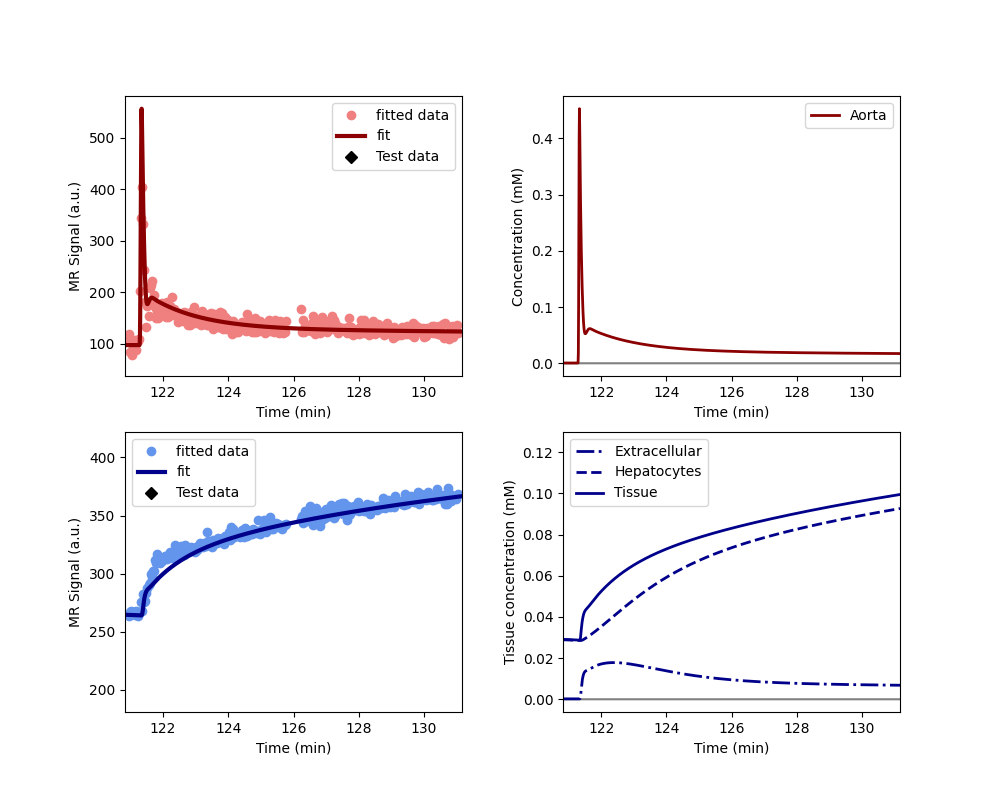 MR Signal (a.u.)
500
400
300
200
100
122
124
126
128
130
Time (min)
fitted data
fit
Test data
Concentration (mM)
0.4
0.3
0.2
0.1
0.0
122
124
126
128
130
Time (min)
Aorta
MR Signal (a.u.)
400
350
300
250
200
122
124
126
128
130
Time (min)
fitted data
fit
Test data
Tissue concentration (mM)
0.12
0.10
0.08
0.06
0.04
0.02
0.00
122
124
126
128
130
Time (min)
Extracellular
Hepatocytes
Tissue